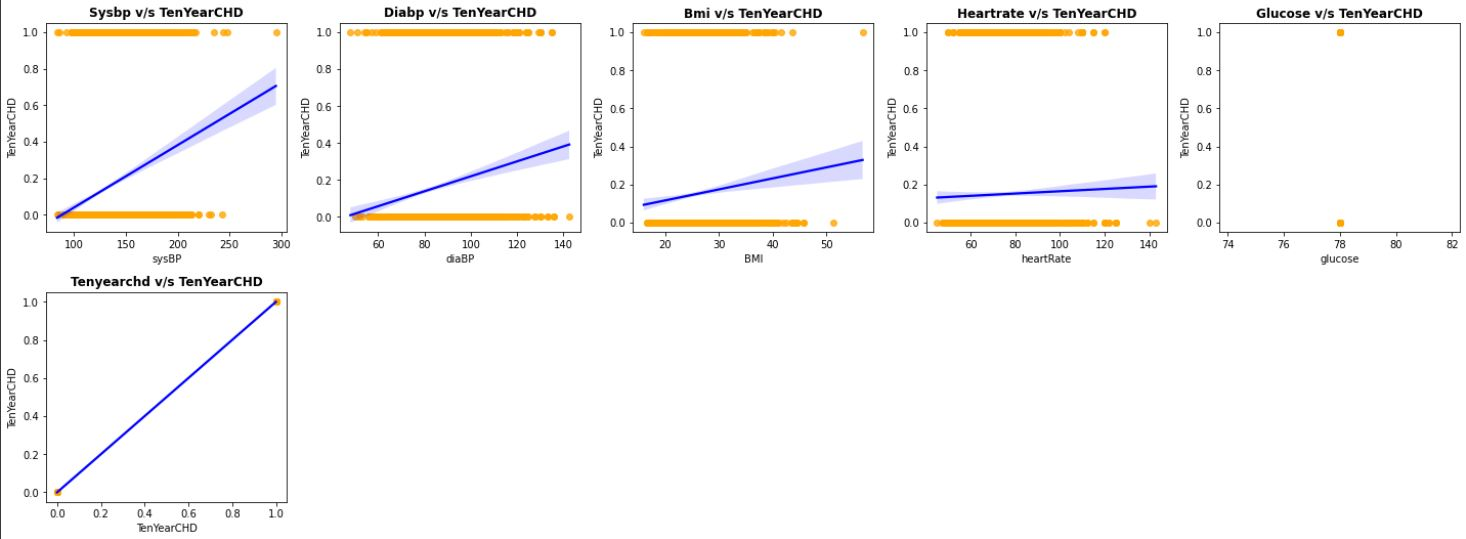 Sysbp v/s TenYearCHD
Diabp v/s TenYearCHD
Bmi v/s TenYearCHD
Heartrate v/s TenYearCHD
Glucose v/s TenYearCHD
TenYearCHD
1.0
0.8
0.6
0.4
0.2
0.0
100 150 200 250 300
sysBP
TenYearCHD
1.0
0.8
0.6
0.4
0.2
0.0
60 80 100 120 140
diaBP
TenYearCHD
1.0
0.8
0.6
0.4
0.2
0.0
20 30 40 50
BMI
TenYearCHD
1.0
0.8
0.6
0.4
0.2
0.0
60 80 100 120 140
heartRate
TenYearCHD
1.0
0.8
0.6
0.4
0.2
0.0
74 76 78 80 82
glucose
Tenyearchd v/s TenYearCHD
TenYearCHD
1.0
0.8
0.6
0.4
0.2
0.0
0.0 0.2 0.4 0.6 0.8 1.0
TenYearCHD